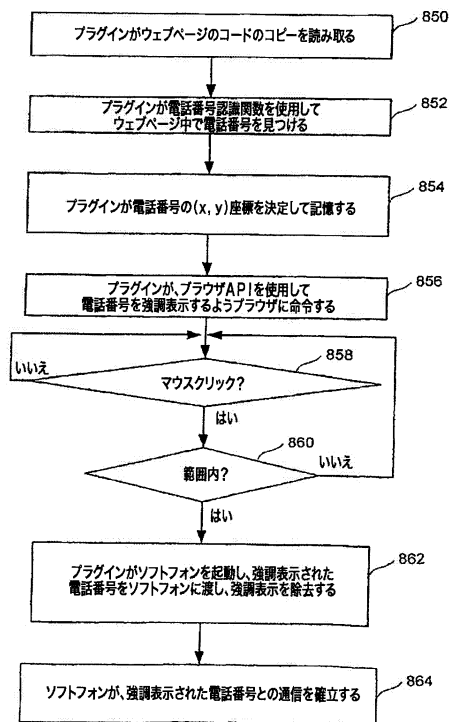 850
プラグインがウェブページのコードのコピーを読み取る
852
プラグインが電話番号認識関数を使用して
ウェブページ中で電話番号を見つける
854
プラグインが電話番号の(x, y)座標を決定して記憶する
856
プラグインが、ブラウザAPIを使用して
電話番号を強調表示するようブラウザに命令する
858
いいえ
マウスクリック?
はい
860
範囲内?
いいえ
はい
862
プラグインがソフトフォンを起動し、強調表示された
電話番号をソフトフォンに渡し、強調表示を除去する
864
ソフトフォンが、強調表示された電話番号との通信を確立する